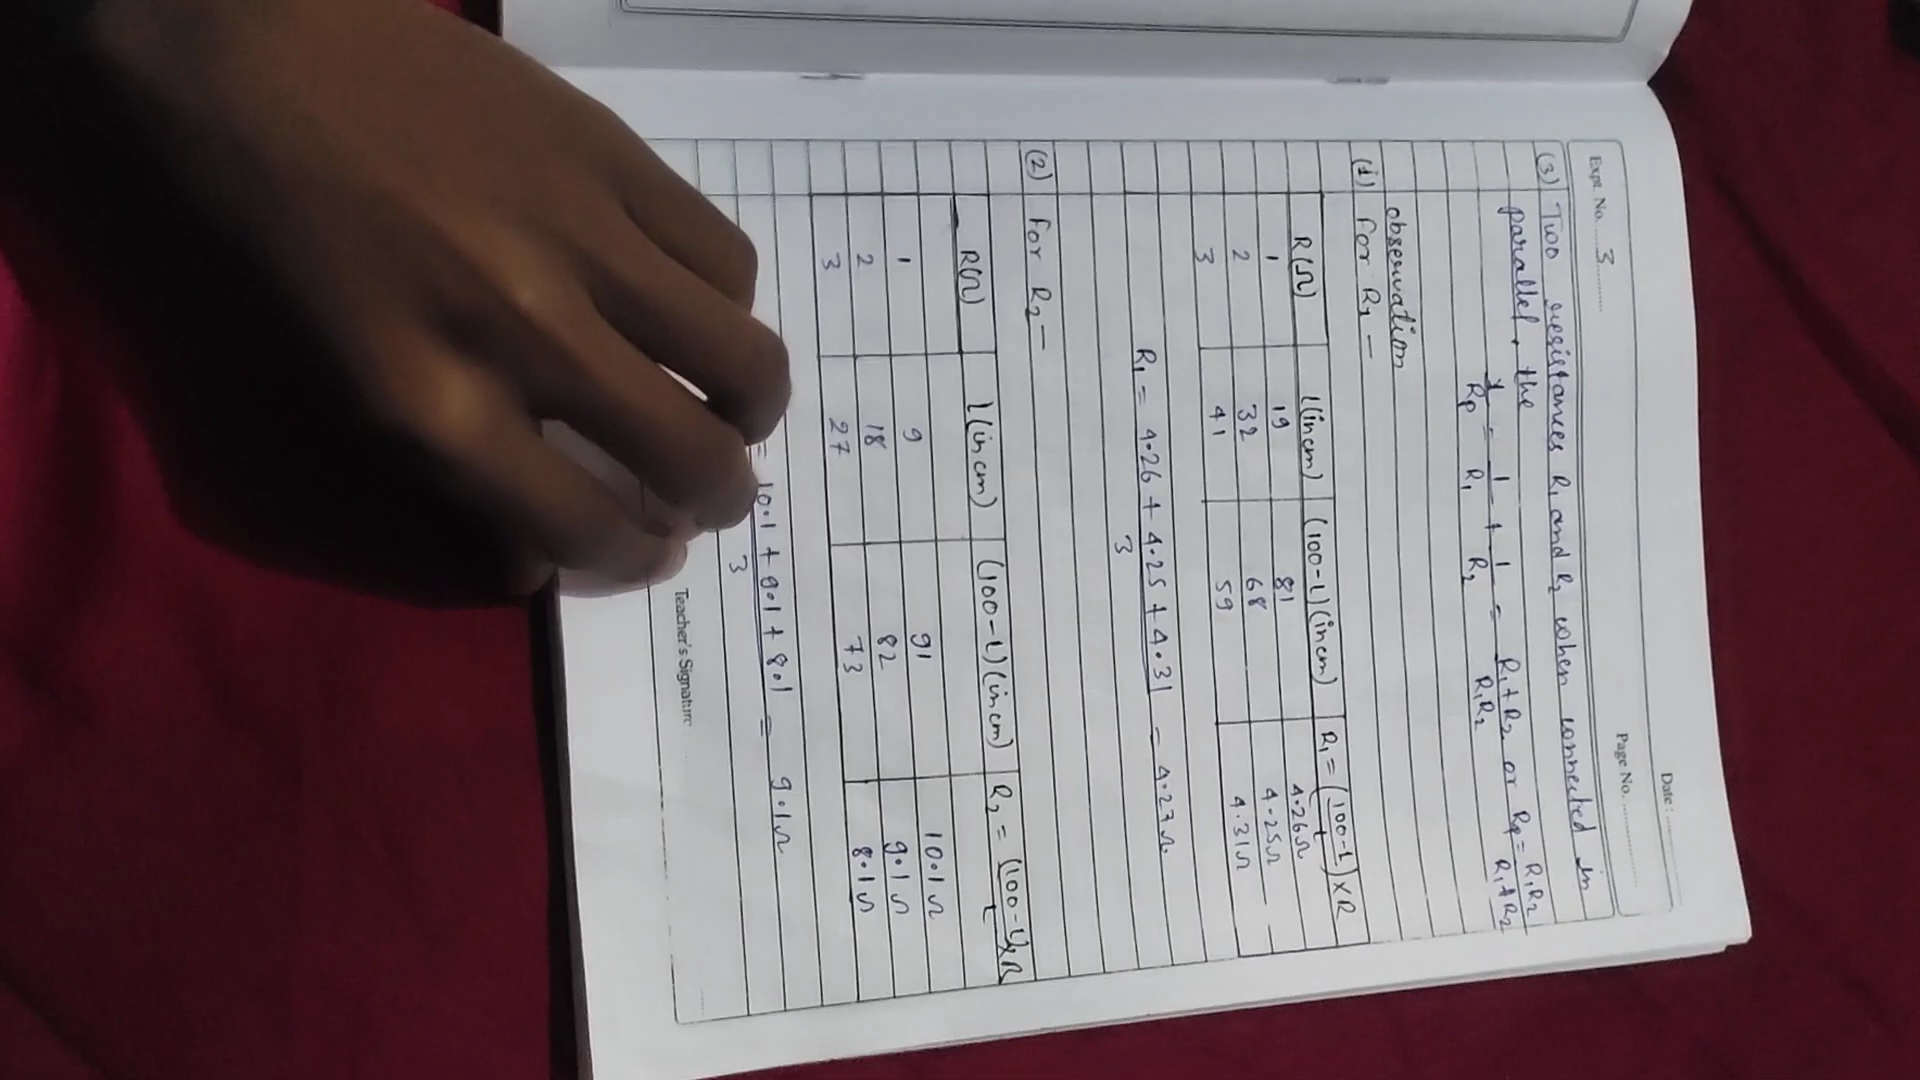 Date :
Page No.
Expt. No. 3
(3) Two resistances R₁ and R₂ when connected in
parallel, the
1/Rp = 1/R₁ + 1/R₂ = R₁+R₂/R₁R₂ or Rp = R₁R₂/R₁+R₂
observation
(1) For R₁ –
R(Ω) l(in cm) (100-l)(in cm) R₁ = (100-l/l)×R
1 19 81 4.26Ω
2 32 68 4.25Ω
3 41 59 4.31Ω
R₁ = 4.26 + 4.25 + 4.31 / 3 = 4.27Ω
(2) For R₂ –
R(Ω) l(in cm) (100-l)(in cm) R₂ = (100-l)/l × R
1 9 91 10.1Ω
2 18 82 9.1Ω
3 27 73 8.1Ω
= 10.1 + 9.1 + 8.1 / 3 = 9.1Ω
Teacher's Signature